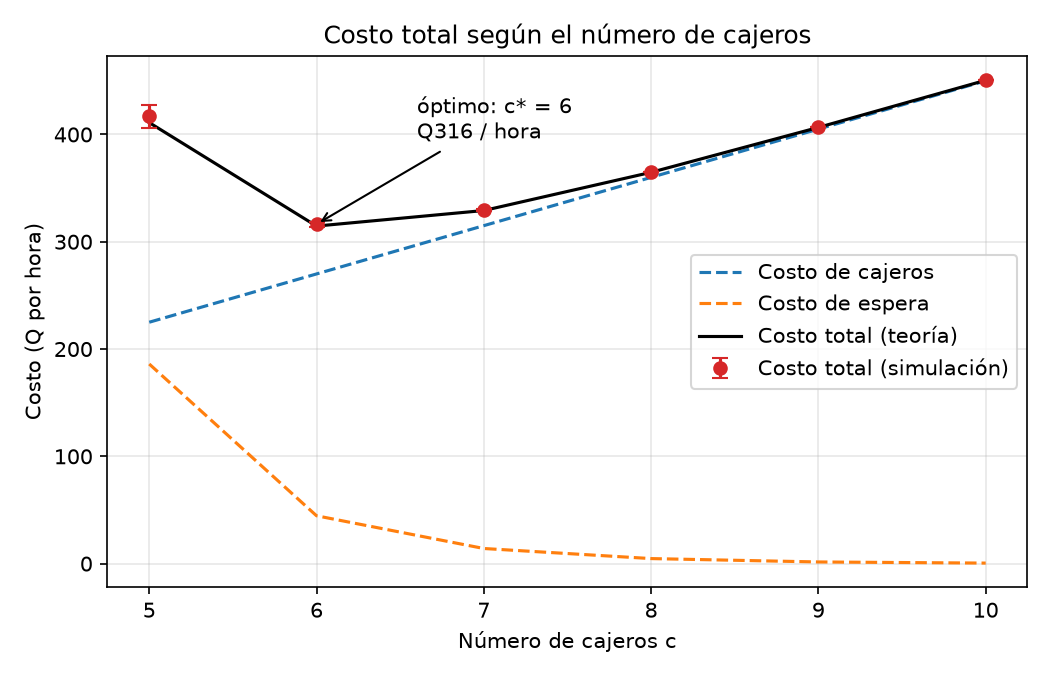 Costo total según el número de cajeros
óptimo: c* = 6
Q316 / hora
Costo (Q por hora)
400
300
200
100
0
Costo de cajeros
Costo de espera
Costo total (teoría)
Costo total (simulación)
5 6 7 8 9 10
Número de cajeros c